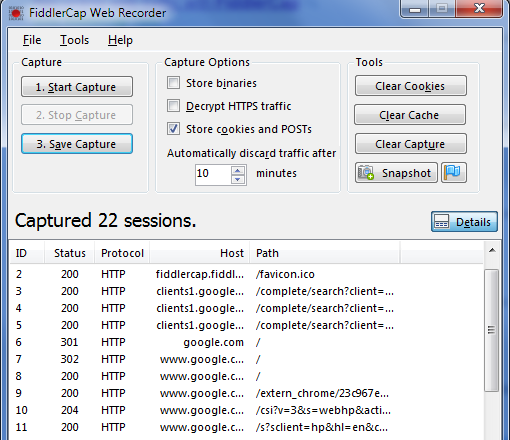 FiddlerCap Web Recorder
File Tools Help
Capture Capture Options Tools
1. Start Capture Store binaries Clear Cookies
2. Stop Capture Decrypt HTTPS traffic Clear Cache
3. Save Capture Store cookies and POSTs Clear Capture
Automatically discard traffic after
10 minutes Snapshot
Captured 22 sessions. Details
ID Status Protocol Host Path
2 200 HTTP fiddlercap.fiddl... /favicon.ico
3 200 HTTP clients1.google... /complete/search?client=...
4 200 HTTP clients1.google... /complete/search?client=...
5 200 HTTP clients1.google... /complete/search?client=...
6 301 HTTP google.com /
7 302 HTTP www.google.c... /
8 200 HTTP www.google.c... /
9 200 HTTP www.google.c... /extern_chrome/23c967e...
10 204 HTTP www.google.c... /csi?v=3&s=webhp&acti...
11 200 HTTP www.google.c... /s?sclient=hp&hl=en&c...